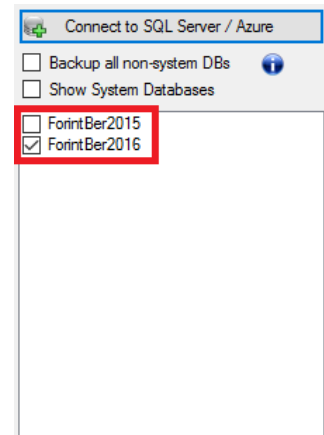 Connect to SQL Server / Azure
Backup all non-system DBs
Show System Databases
ForintBer2015
ForintBer2016